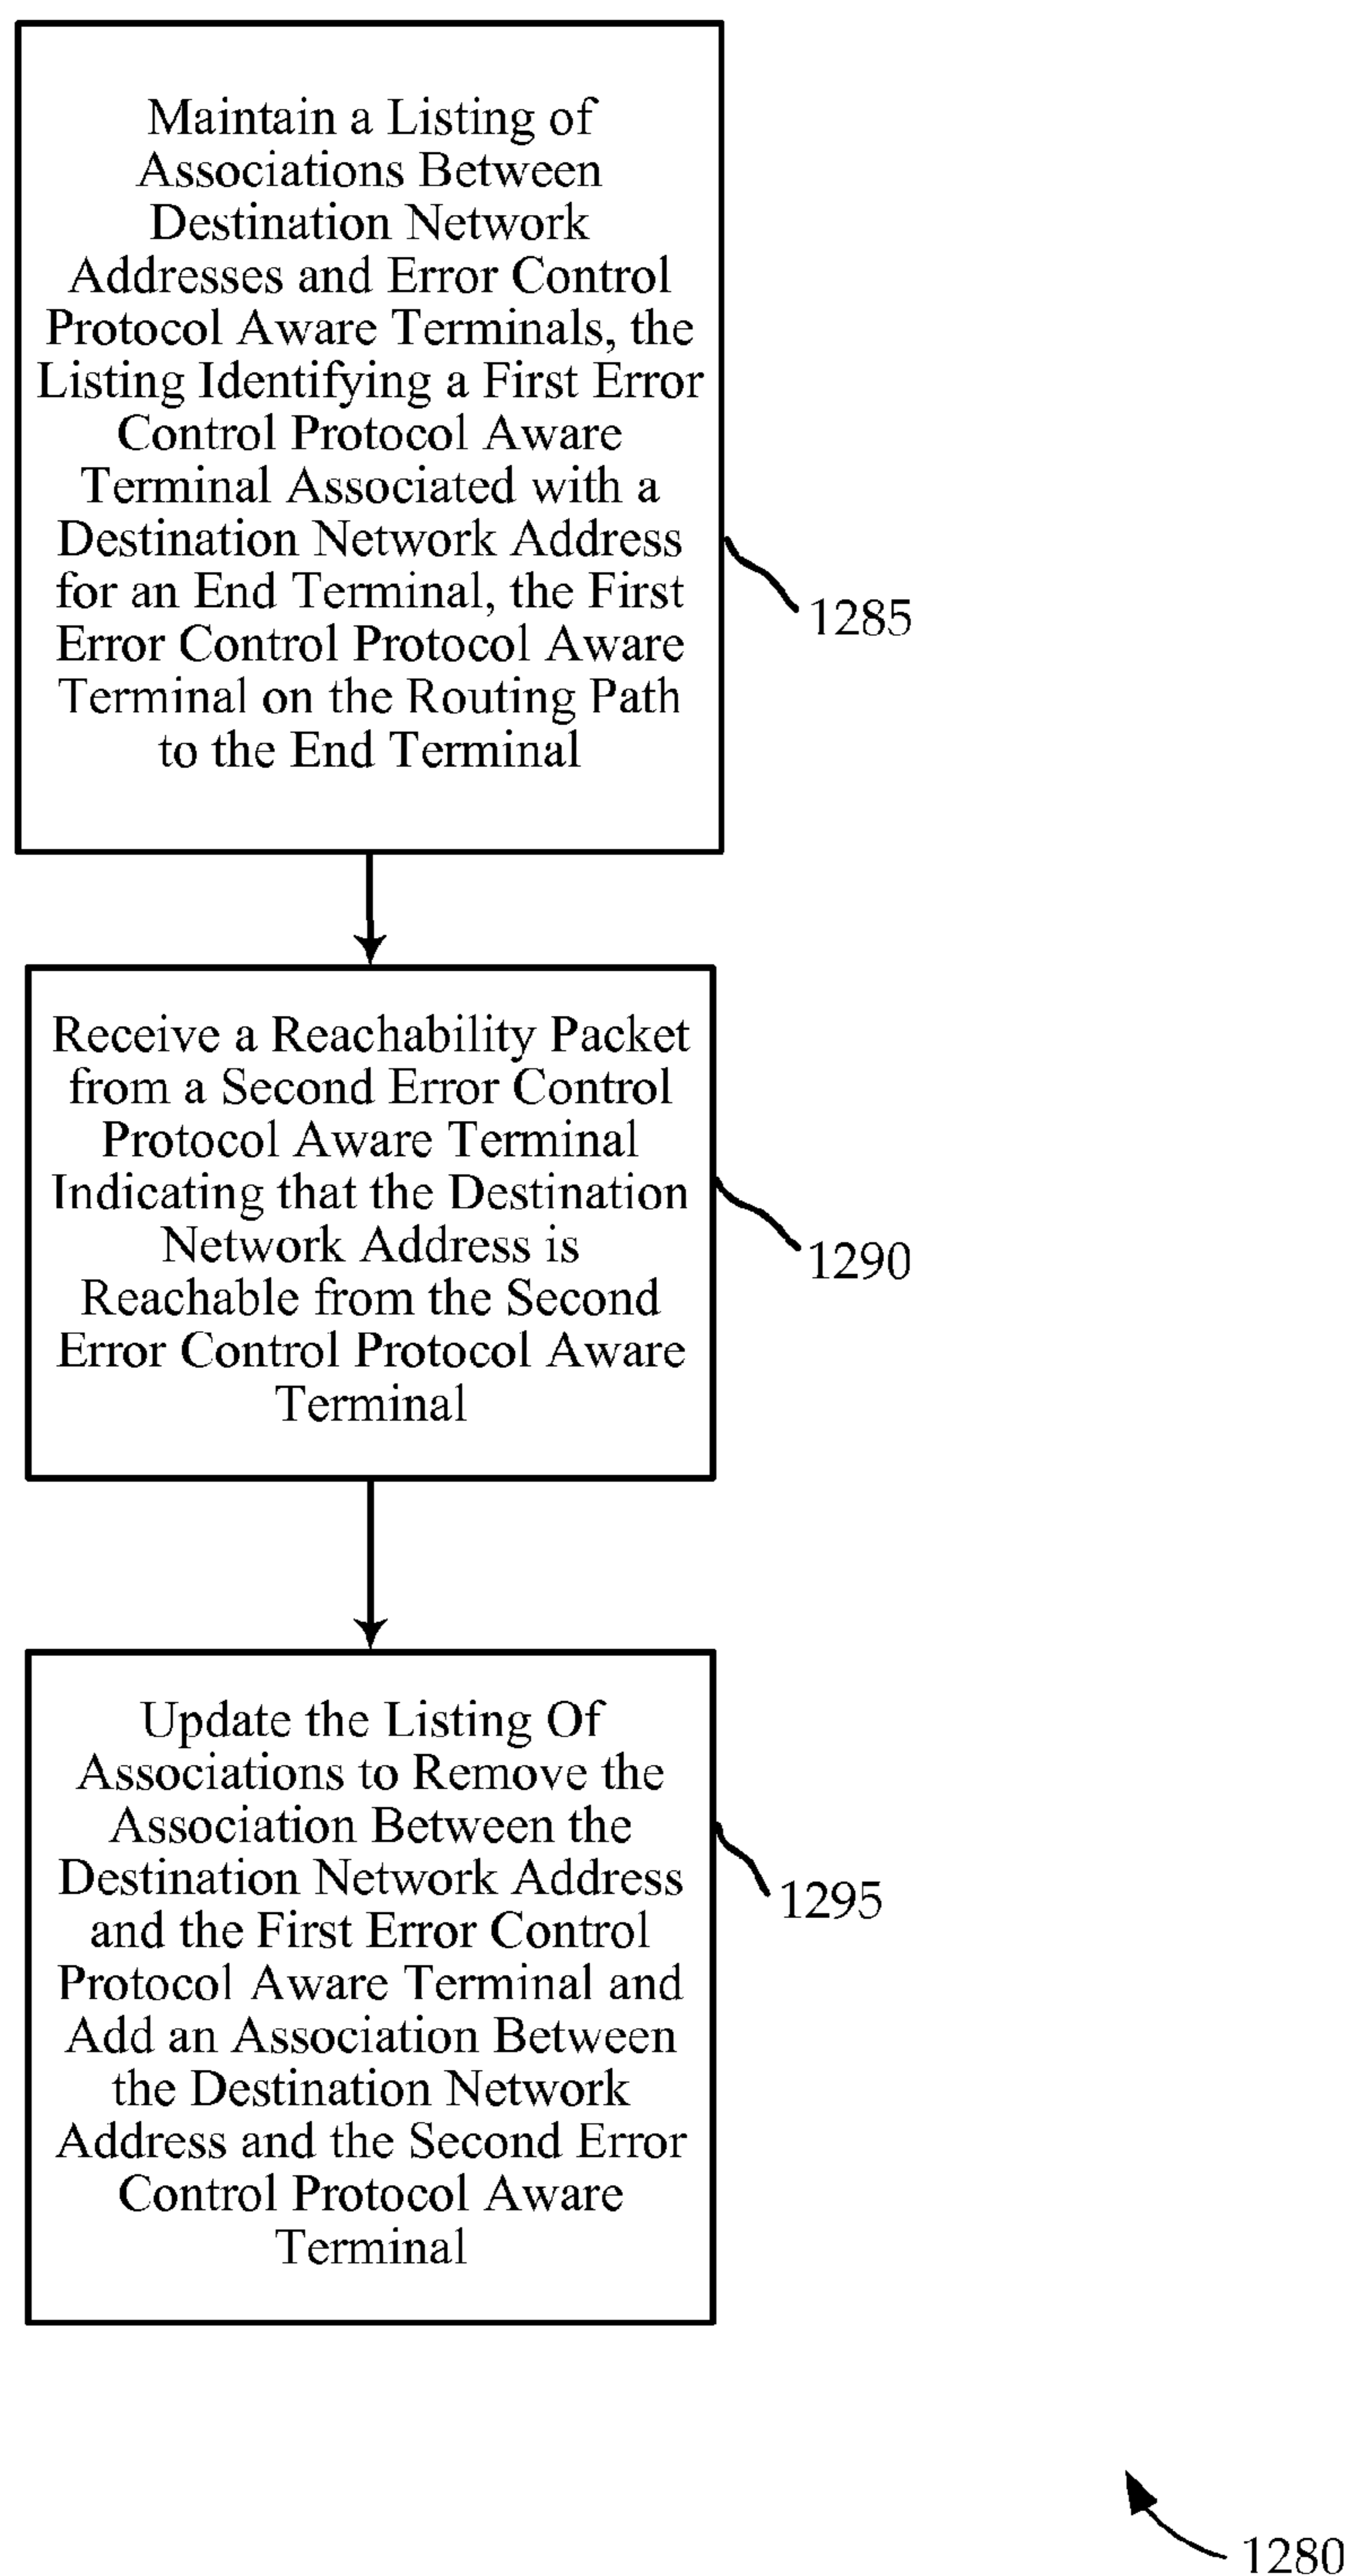 Maintain a Listing of
Associations Between
Destination Network
Addresses and Error Control
Protocol Aware Terminals, the
Listing Identifying a First Error
Control Protocol Aware
Terminal Associated with a
Destination Network Address
for an End Terminal, the First
Error Control Protocol Aware
Terminal on the Routing Path
to the End Terminal
1285
Receive a Reachability Packet
from a Second Error Control
Protocol Aware Terminal
Indicating that the Destination
Network Address is
Reachable from the Second
Error Control Protocol Aware
Terminal
1290
Update the Listing Of
Associations to Remove the
Association Between the
Destination Network Address
and the First Error Control
Protocol Aware Terminal and
Add an Association Between
the Destination Network
Address and the Second Error
Control Protocol Aware
Terminal
1295
1280